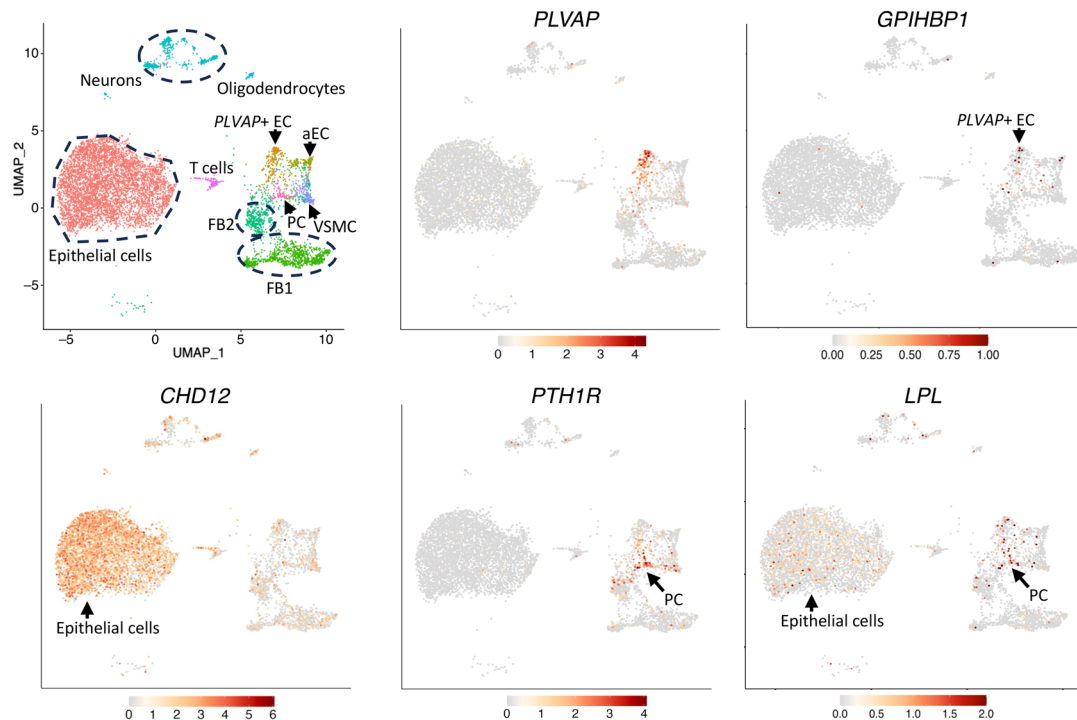 PLVAP
GPIHBP1
10
5
0
−5
UMAP_2
−5
0
5
10
UMAP_1
Neurons
Oligodendrocytes
PLVAP+ EC
aEC
T cells
FB2
PC
VSMC
Epithelial cells
FB1
0 1 2 3 4
PLVAP+ EC
0.00 0.25 0.50 0.75 1.00
CHD12
PTH1R
LPL
Epithelial cells
0 1 2 3 4 5 6
PC
0 1 2 3 4
PC
Epithelial cells
0.0 0.5 1.0 1.5 2.0